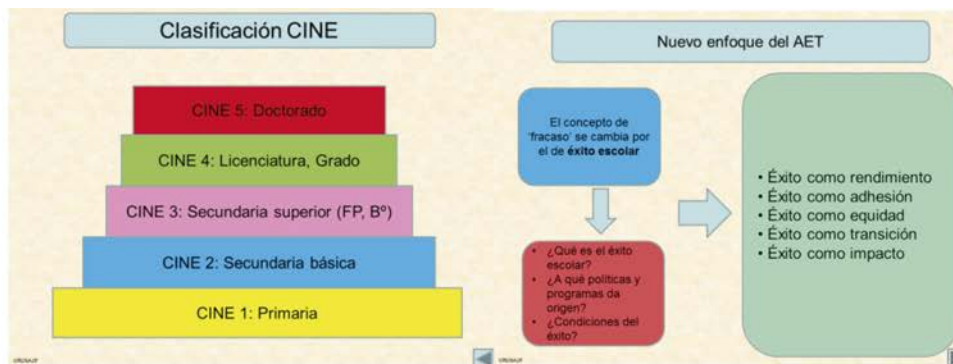 Clasificación CINE
CINE 5: Doctorado
CINE 4: Licenciatura, Grado
CINE 3: Secundaria superior (FP, Bº)
CINE 2: Secundaria básica
CINE 1: Primaria
Nuevo enfoque del AET
El concepto de
'fracaso' se cambia por
el de éxito escolar
• ¿Qué es el éxito
escolar?
• ¿A qué políticas y
programas da
origen?
• ¿Condiciones del
éxito?
• Éxito como rendimiento
• Éxito como adhesión
• Éxito como equidad
• Éxito como transición
• Éxito como impacto